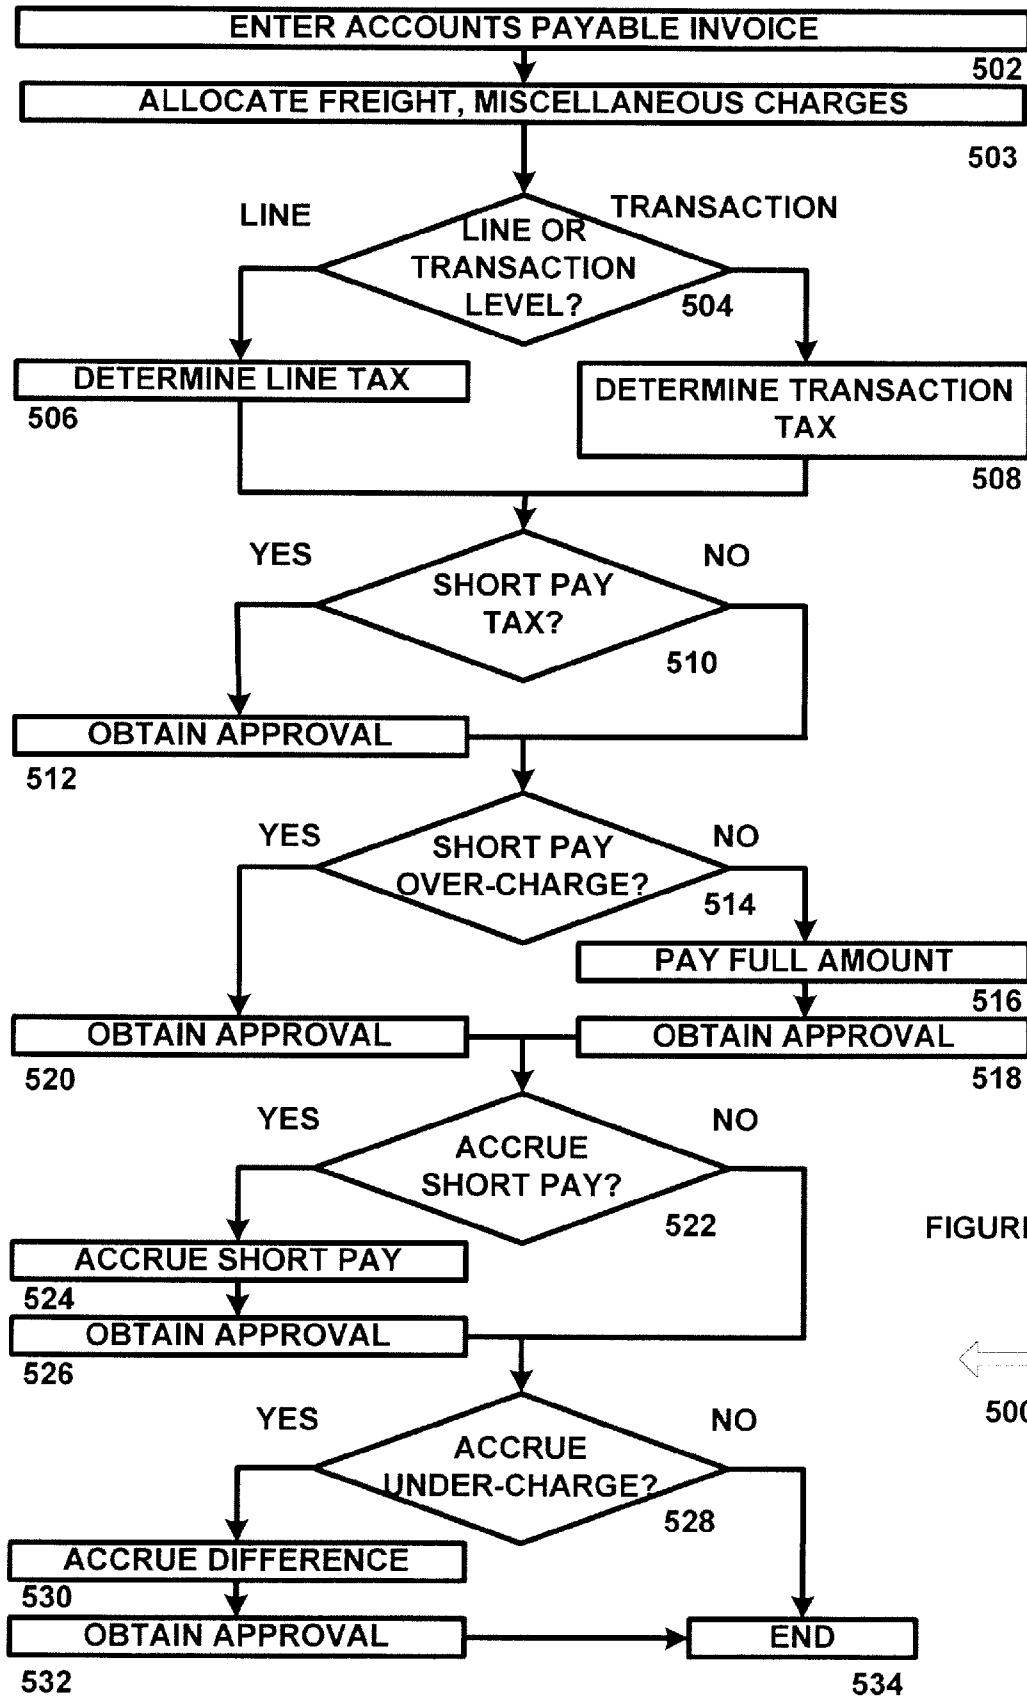 ENTER ACCOUNTS PAYABLE INVOICE
502
ALLOCATE FREIGHT, MISCELLANEOUS CHARGES
503
LINE
TRANSACTION
LINE OR
TRANSACTION
LEVEL?
504
DETERMINE LINE TAX
506
DETERMINE TRANSACTION
TAX
508
YES
NO
SHORT PAY
TAX?
510
OBTAIN APPROVAL
512
YES
NO
SHORT PAY
OVER-CHARGE?
514
PAY FULL AMOUNT
516
OBTAIN APPROVAL
520
OBTAIN APPROVAL
518
YES
NO
ACCRUE
SHORT PAY?
522
FIGUR
ACCRUE SHORT PAY
524
OBTAIN APPROVAL
526
500
YES
NO
ACCRUE
UNDER-CHARGE?
528
ACCRUE DIFFERENCE
530
OBTAIN APPROVAL
532
END
534